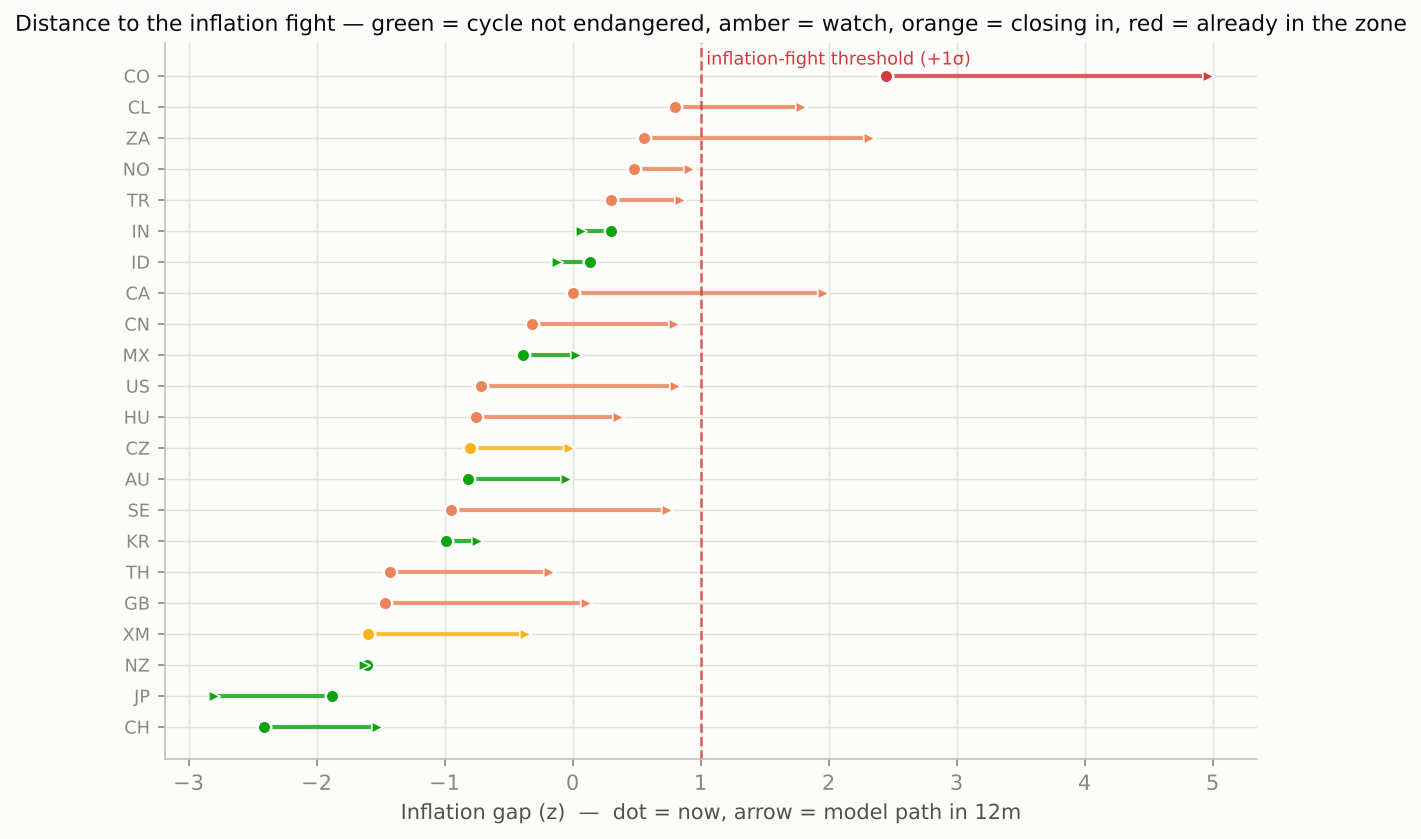 Distance to the inflation fight — green = cycle not endangered, amber = watch, orange = closing in, red = already in the zone
inflation-fight threshold (+1σ)
CO
CL
ZA
NO
TR
IN
ID
CA
CN
MX
US
HU
CZ
AU
SE
KR
TH
GB
XM
NZ
JP
CH
−3 −2 −1 0 1 2 3 4 5
Inflation gap (z) — dot = now, arrow = model path in 12m